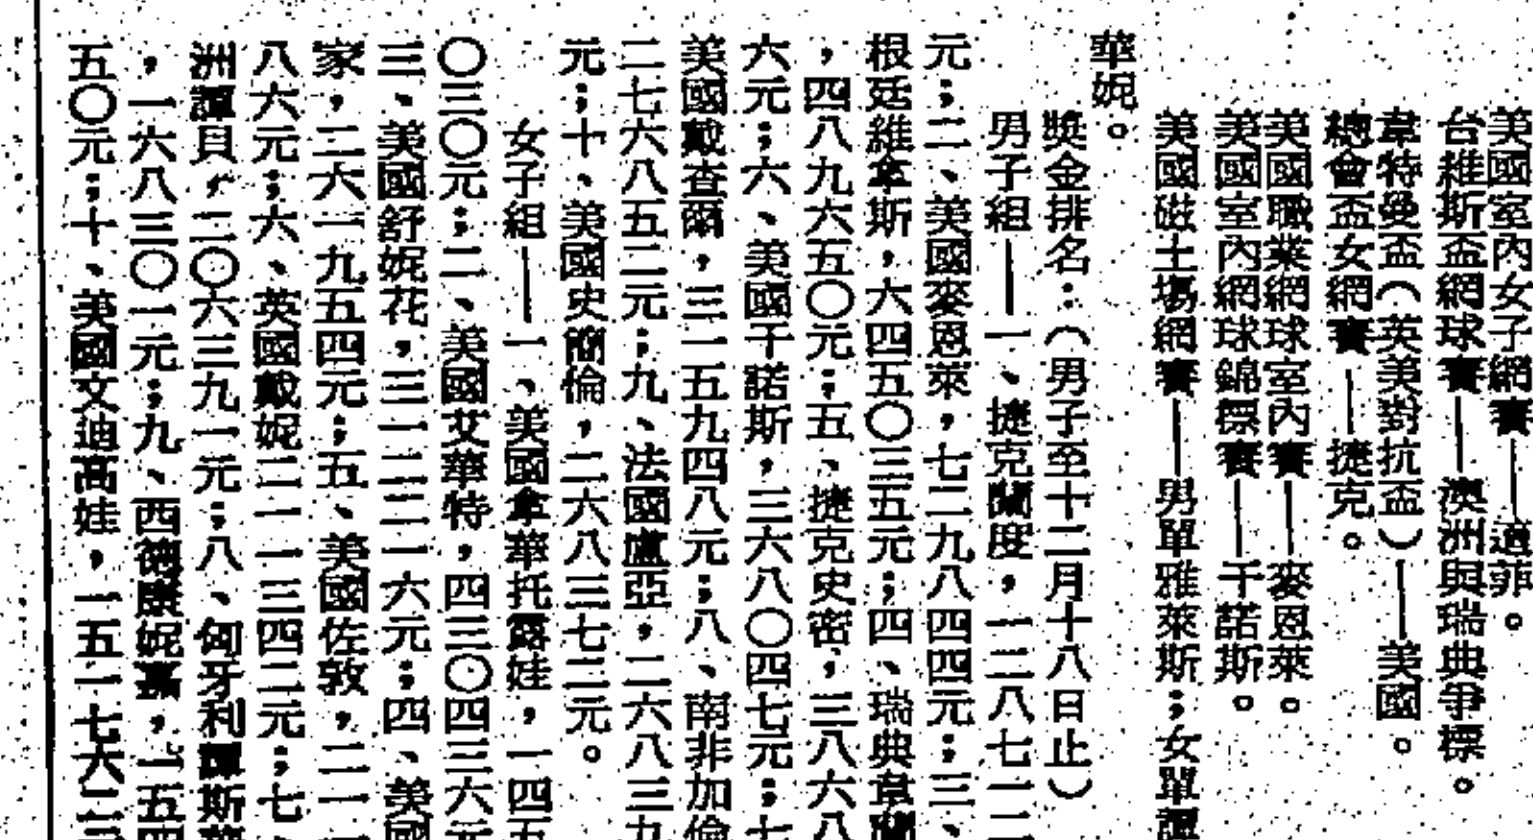 美國室內女子網賽——道菲。
台維斯盃網球賽——澳洲與瑞典爭標。
韋特曼盃(英美對抗盃)——美國。
總會盃女網賽——捷克。
美國職業網球室內賽——麥恩萊。
美國室內網球錦標賽——干諾斯。
美國磁土場網賽——男單雅萊斯;女單譚
華妮。
獎金排名:(男子至十二月十八日止)
男子組——一、捷克蘭度,一二八七一二
元;二、美國麥恩萊,七二九八四四元;三、
根廷維拿斯,六四五〇三五元;四、瑞典韋蘭
,四八九六五〇元;五、捷克史密,三八六八
六元;六、美國干諾斯,三六八〇四七元;七
美國戴查爾,三一五九四八元;八、南非加倫
二七六八五二元;九、法國盧亞,二六八三九
元;十、美國史簡倫,二六八三七二元。
女子組——一、美國拿華托露娃,一四五
〇三〇元;二、美國艾華特,四三〇四三六元
三、美國舒妮花,三一二二一六元;四、美國
家,二六一九五四元;五、美國佐敦,二一
八六元;六、英國戴妮二一一三四二元;七、
洲譚貝,二〇六三九一元;八、匈牙利譚斯華
,一六八三〇一元;九、西德康妮,一五四
五〇元;十、美國文迪高娃,一五一七六二